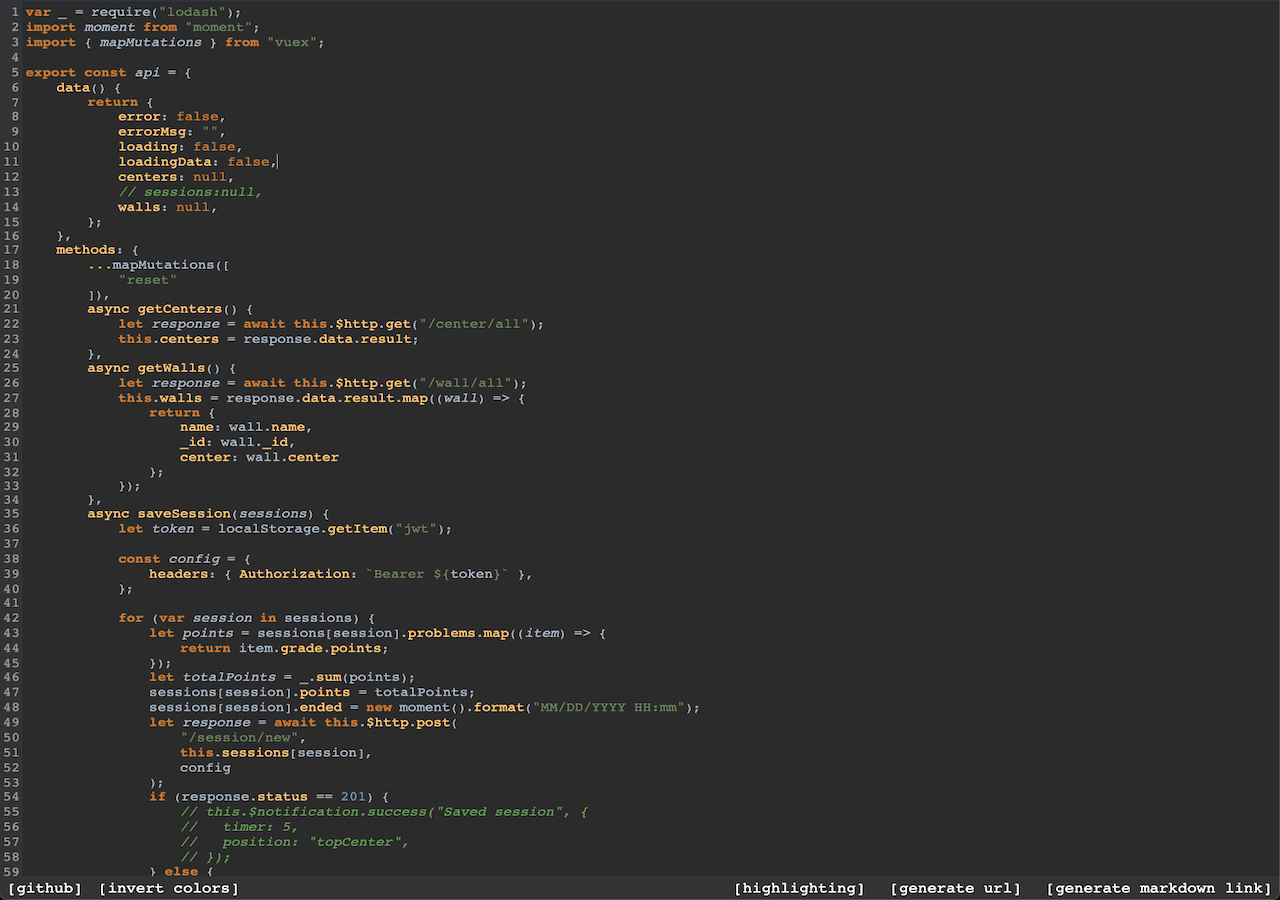 1 var _ = require("lodash");
2 import moment from "moment";
3 import { mapMutations } from "vuex";
4
5 export const api = {
6     data() {
7         return {
8             error: false,
9             errorMsg: "",
10             loading: false,
11             loadingData: false,
12             centers: null,
13             // sessions:null,
14             walls: null,
15         };
16     },
17     methods: {
18         ...mapMutations([
19             "reset"
20         ]),
21         async getCenters() {
22             let response = await this.$http.get("/center/all");
23             this.centers = response.data.result;
24         },
25         async getWalls() {
26             let response = await this.$http.get("/wall/all");
27             this.walls = response.data.result.map((wall) => {
28                 return {
29                     name: wall.name,
30                     _id: wall._id,
31                     center: wall.center
32                 };
33             });
34         },
35         async saveSession(sessions) {
36             let token = localStorage.getItem("jwt");
37
38             const config = {
39                 headers: { Authorization: `Bearer ${token}` },
40             };
41
42             for (var session in sessions) {
43                 let points = sessions[session].problems.map((item) => {
44                     return item.grade.points;
45                 });
46                 let totalPoints = _.sum(points);
47                 sessions[session].points = totalPoints;
48                 sessions[session].ended = new moment().format("MM/DD/YYYY HH:mm");
49                 let response = await this.$http.post(
50                     "/session/new",
51                     this.sessions[session],
52                     config
53                 );
54                 if (response.status == 201) {
55                     // this.$notification.success("Saved session", {
56                     //   timer: 5,
57                     //   position: "topCenter",
58                     // });
59                 } else {
[github] [invert colors] [highlighting] [generate url] [generate markdown link]